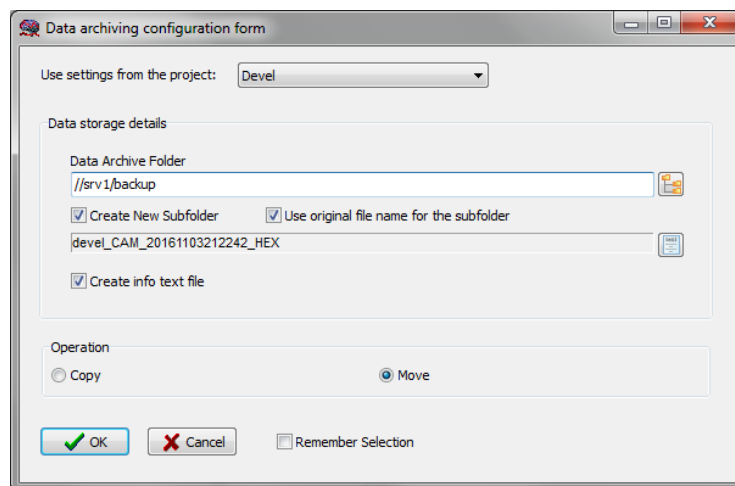 Data archiving configuration form
Use settings from the project: Devel
Data storage details
Data Archive Folder
//srv1/backup
Create New Subfolder Use original file name for the subfolder
devel_CAM_20161103212242_HEX
Create info text file
Operation
Copy Move
OK Cancel Remember Selection